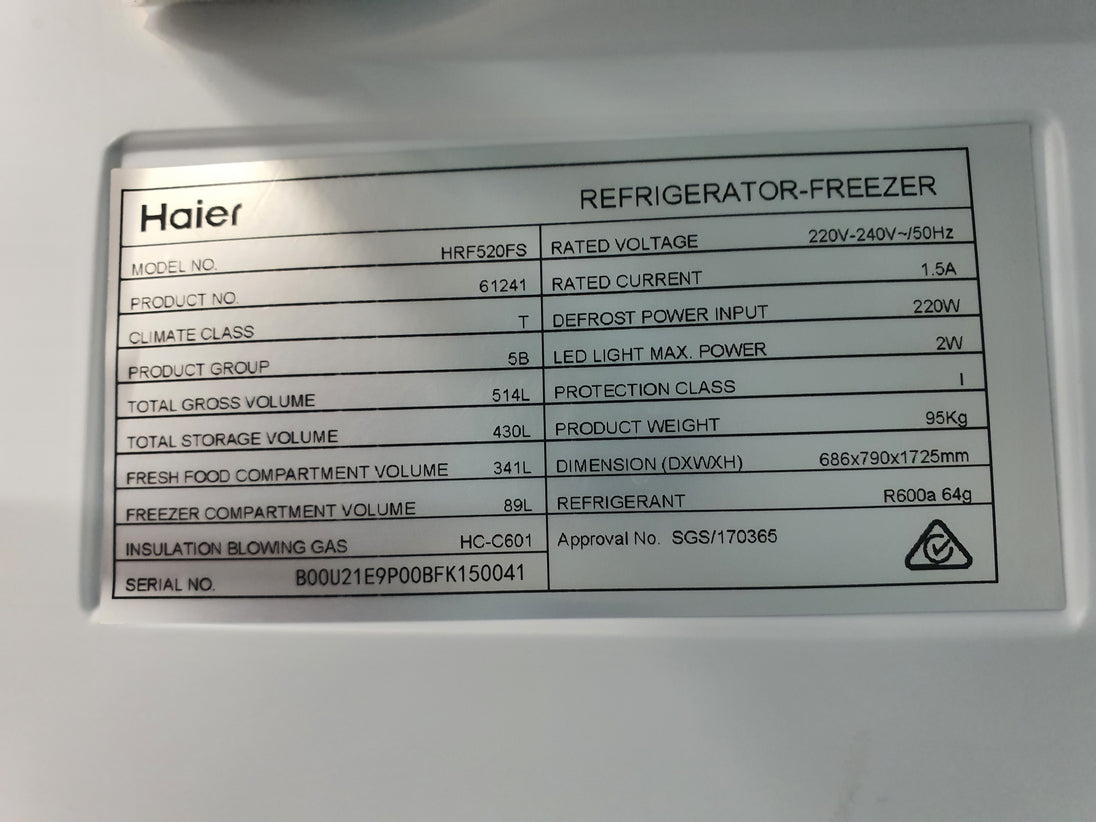 Haier REFRIGERATOR-FREEZER
MODEL NO. HRF520FS
PRODUCT NO. 61241
CLIMATE CLASS T
PRODUCT GROUP 5B
TOTAL GROSS VOLUME 514L
TOTAL STORAGE VOLUME 430L
FRESH FOOD COMPARTMENT VOLUME 341L
FREEZER COMPARTMENT VOLUME 89L
INSULATION BLOWING GAS HC-C601
SERIAL NO. B00U21E9P00BFK150041
RATED VOLTAGE 220V-240V~/50Hz
RATED CURRENT 1.5A
DEFROST POWER INPUT 220W
LED LIGHT MAX. POWER 2W
PROTECTION CLASS I
PRODUCT WEIGHT 95Kg
DIMENSION (DXWXH) 686x790x1725mm
REFRIGERANT R600a 64g
Approval No. SGS/170365